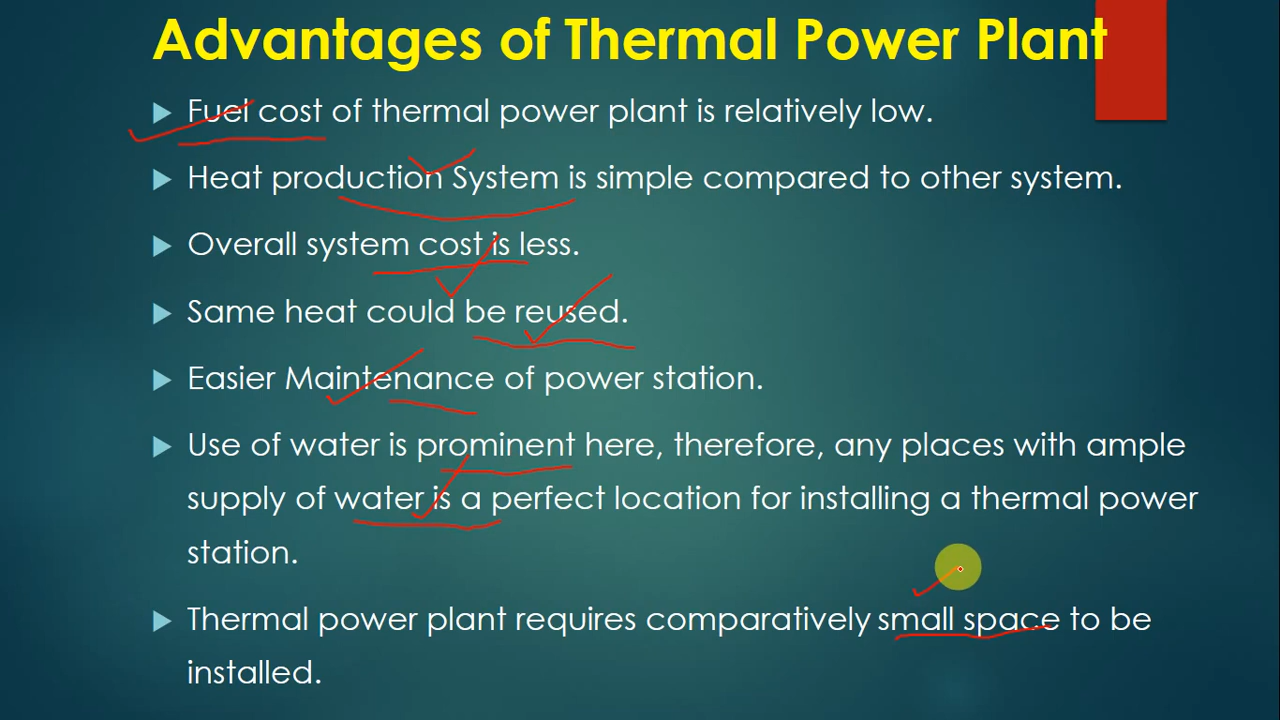 Advantages of Thermal Power Plant
Fuel cost of thermal power plant is relatively low.
Heat production System is simple compared to other system.
Overall system cost is less.
Same heat could be reused.
Easier Maintenance of power station.
Use of water is prominent here, therefore, any places with ample
supply of water is a perfect location for installing a thermal power
station.
Thermal power plant requires comparatively small space to be
installed.